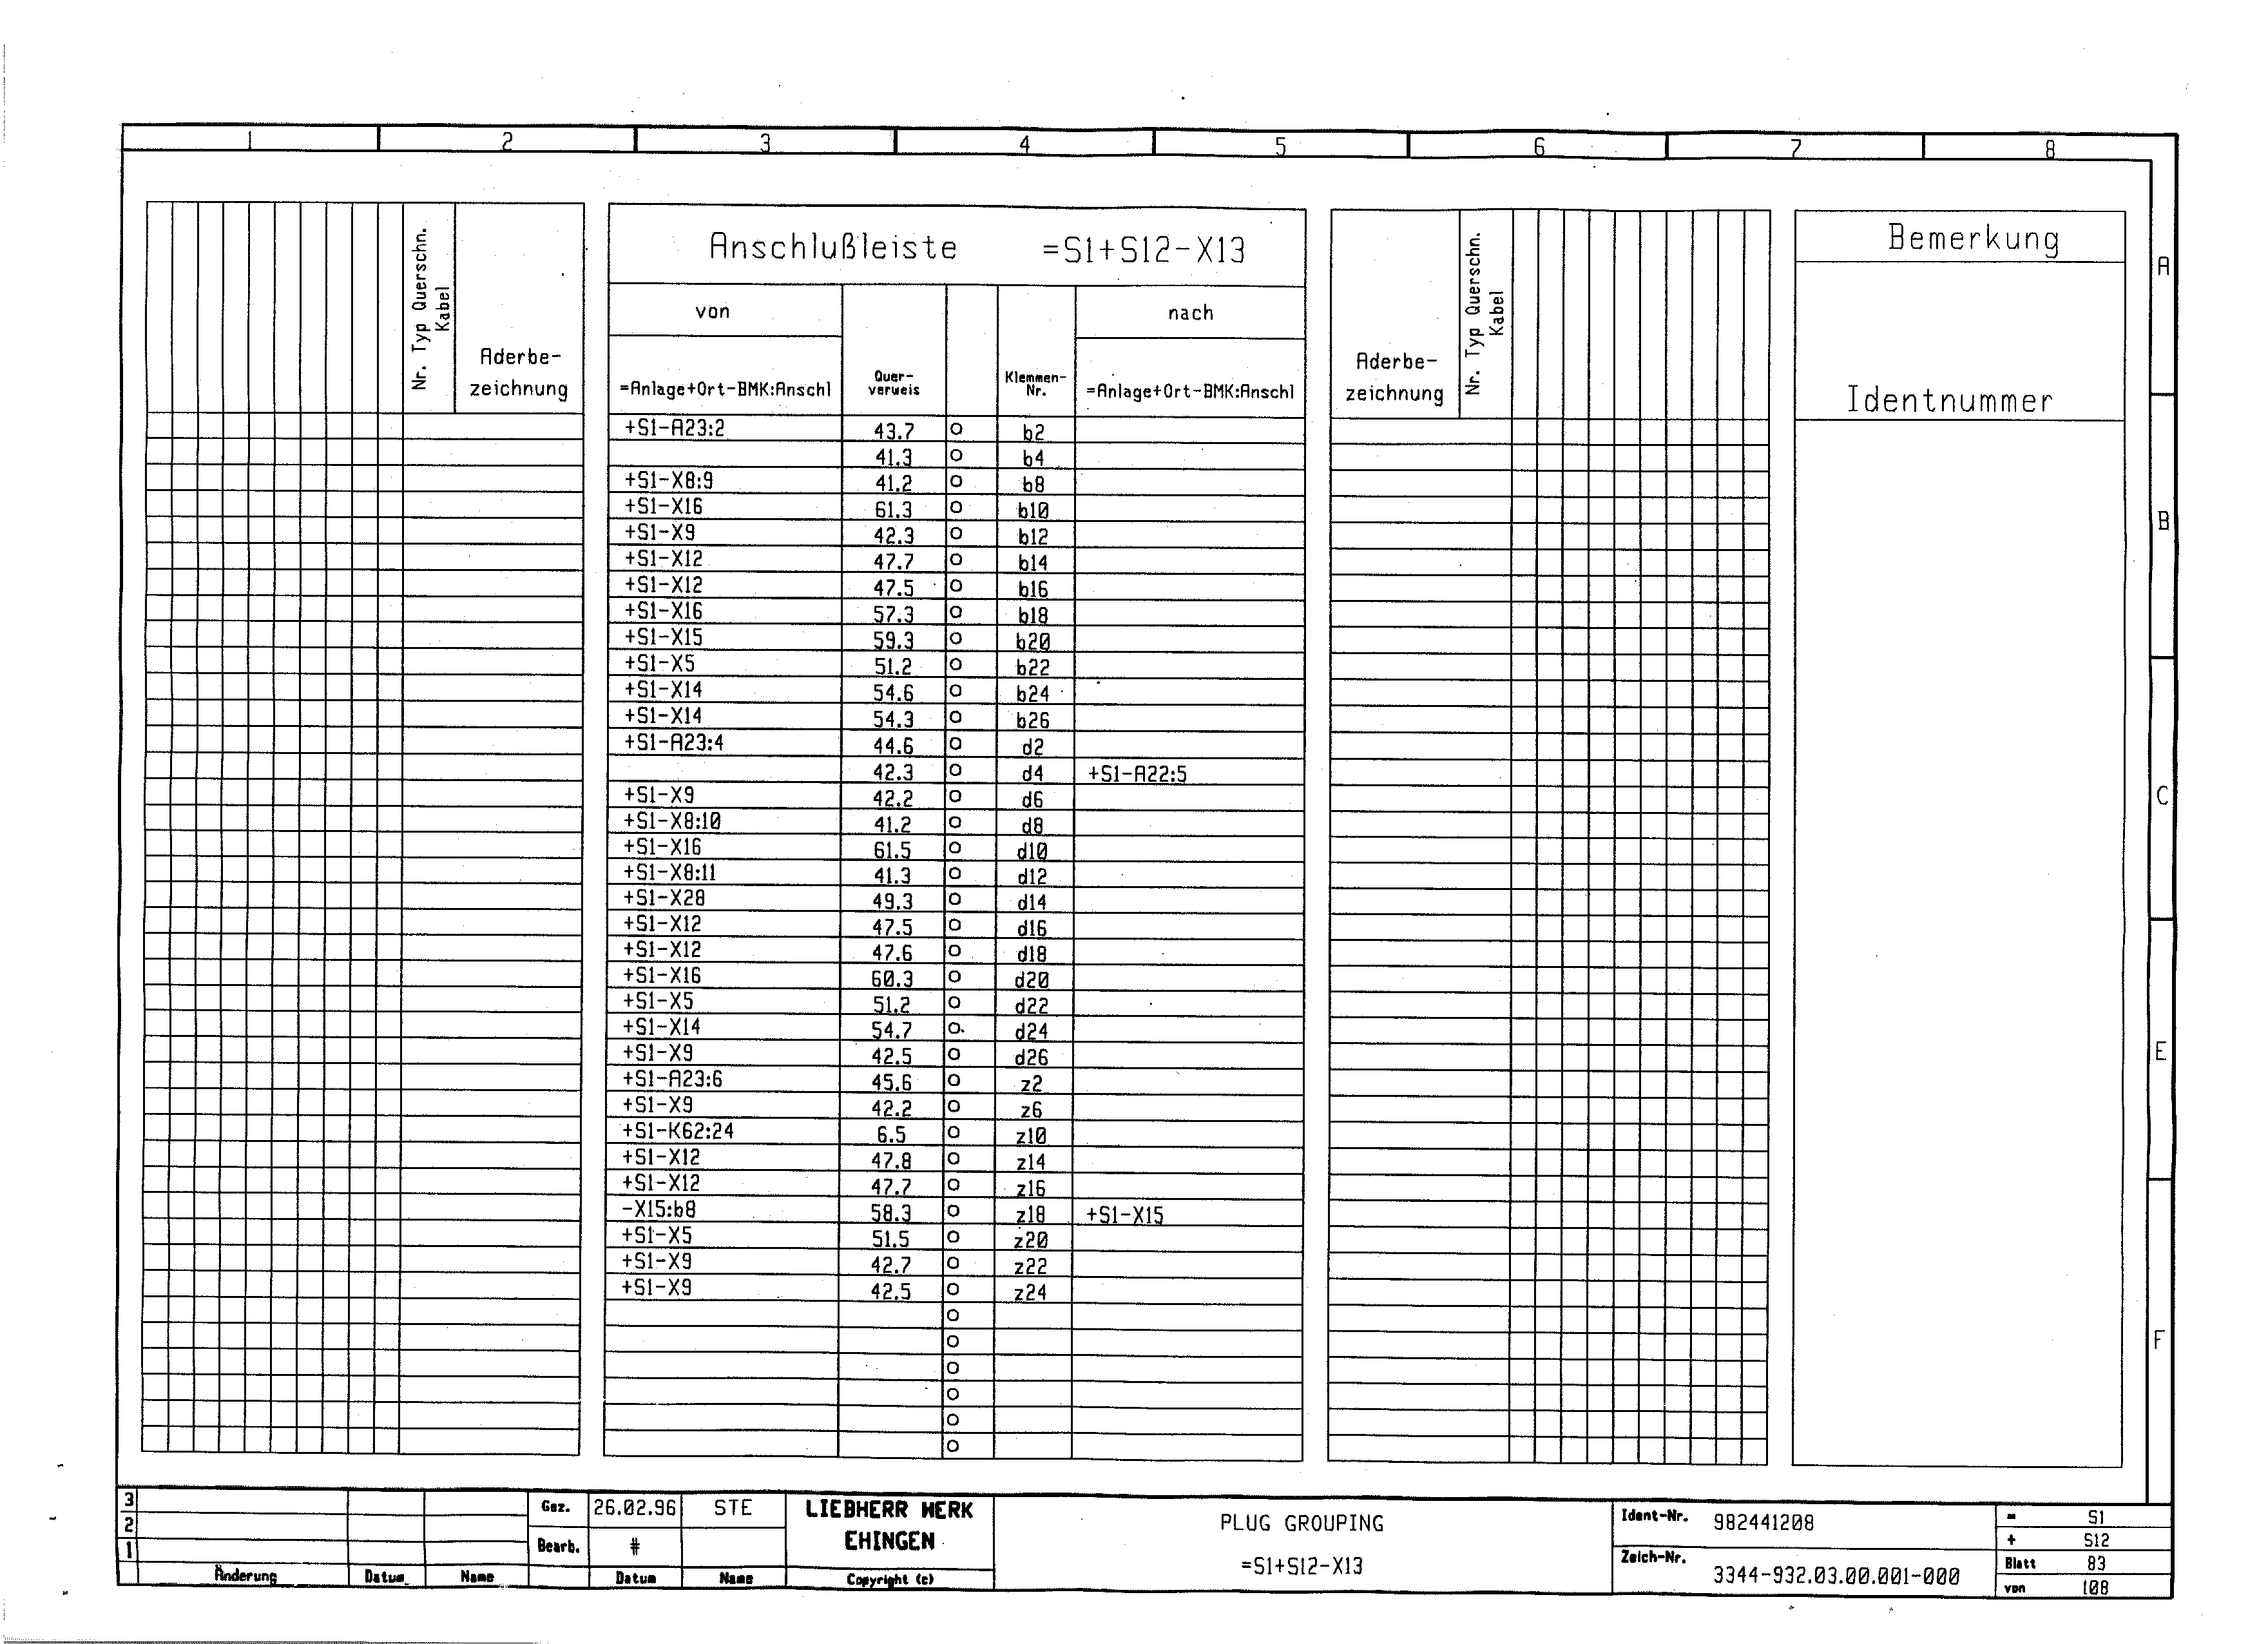 1 2 3 4 5 6 7 8
Nr. Typ Querschn.
Kabel
Aderbe-
zeichnung
Anschlußleiste =S1+S12-X13
von
=Anlage+Ort-BMK:Anschl
Quer-
verweis
Klemmen-
Nr.
nach
=Anlage+Ort-BMK:Anschl
Aderbe-
zeichnung
Nr. Typ Querschn.
Kabel
Bemerkung
Identnummer
A
B
C
E
F
+S1-A23:2 43.7 O b2
41.3 O b4
+S1-X8:9 41.2 O b8
+S1-X16 61.3 O b10
+S1-X9 42.3 O b12
+S1-X12 47.7 O b14
+S1-X12 47.5 O b16
+S1-X16 57.3 O b18
+S1-X15 59.3 O b20
+S1-X5 51.2 O b22
+S1-X14 54.6 O b24
+S1-X14 54.3 O b26
+S1-A23:4 44.6 O d2
42.3 O d4 +S1-A22:5
+S1-X9 42.2 O d6
+S1-X8:10 41.2 O d8
+S1-X16 61.5 O d10
+S1-X8:11 41.3 O d12
+S1-X28 49.3 O d14
+S1-X12 47.5 O d16
+S1-X12 47.6 O d18
+S1-X16 60.3 O d20
+S1-X5 51.2 O d22
+S1-X14 54.7 O d24
+S1-X9 42.5 O d26
+S1-A23:6 45.6 O z2
+S1-X9 42.2 O z6
+S1-K62:24 6.5 O z10
+S1-X12 47.8 O z14
+S1-X12 47.7 O z16
-X15:b8 58.3 O z18 +S1-X15
+S1-X5 51.5 O z20
+S1-X9 42.7 O z22
+S1-X9 42.5 O z24
O
O
O
O
O
O
3
2
1
Änderung Datum Name
Gez. 26.02.96 STE
Bearb. #
Datum Name
LIEBHERR WERK
EHINGEN
Copyright (c)
PLUG GROUPING
=S1+S12-X13
Ident-Nr. 982441208
Zeich-Nr. 3344-932.03.00.001-000
= S1
+ S12
Blatt 83
von 108